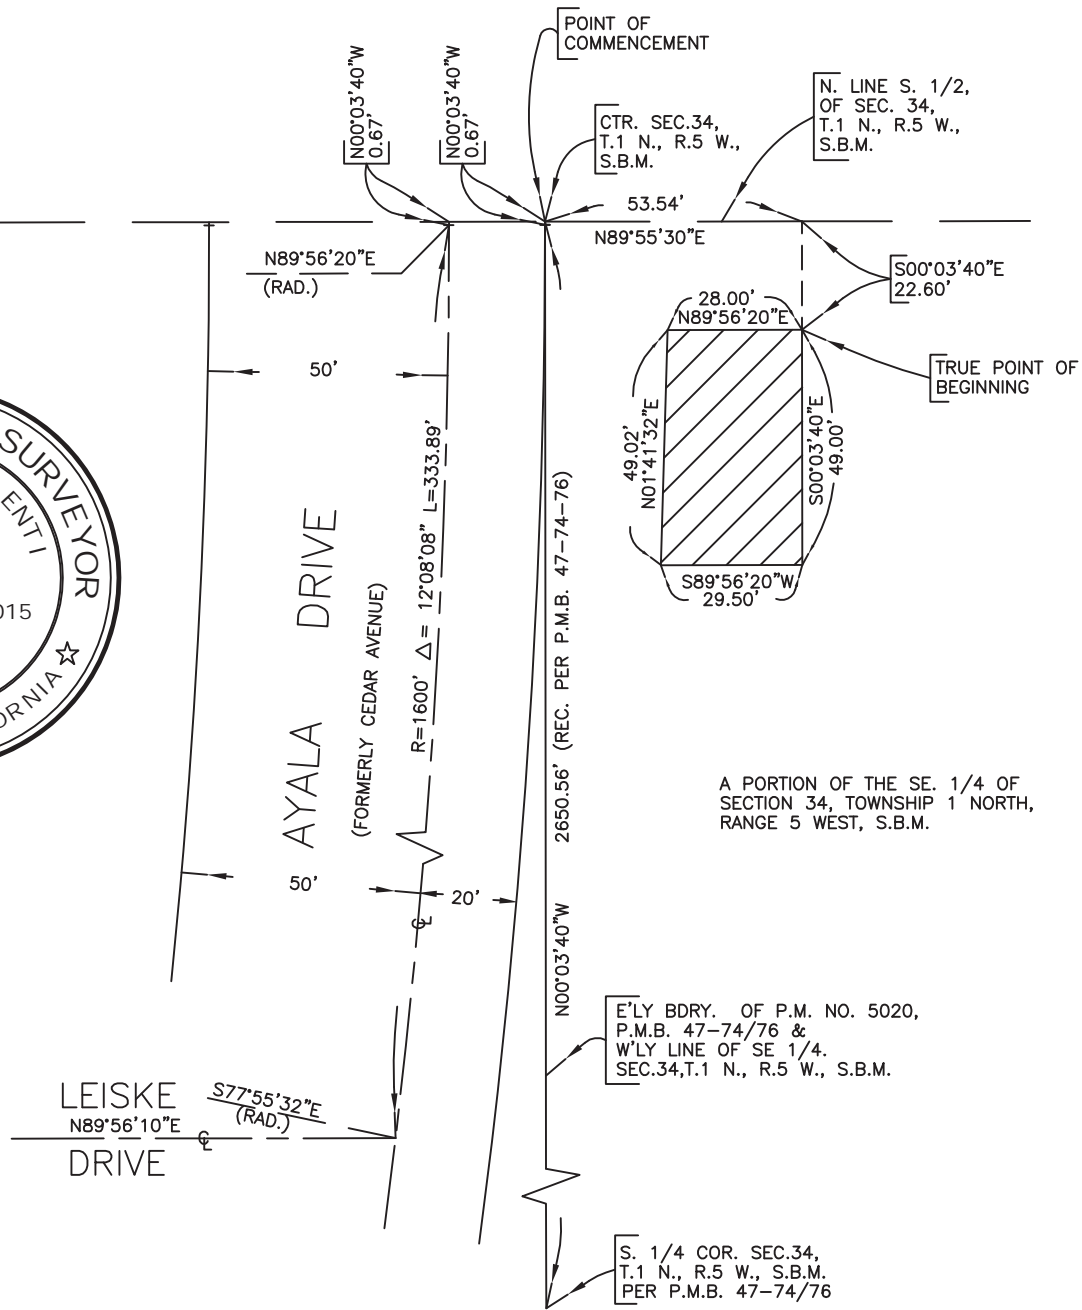 POINT OF
COMMENCEMENT
N00°03'40"W
0.67'
N00°03'40"W
0.67'
CTR. SEC.34,
T.1 N., R.5 W.,
S.B.M.
N. LINE S. 1/2,
OF SEC. 34,
T.1 N., R.5 W.,
S.B.M.
53.54'
N89°55'30"E
N89°56'20"E
(RAD.)
S00°03'40"E
22.60'
28.00'
N89°56'20"E
TRUE POINT OF
BEGINNING
50'
49.02'
N01°41'32"E
S00°03'40"E
49.00'
S89°56'20"W
29.50'
SURVEYOR
ENTI
015
ORNIA
AYALA DRIVE
(FORMERLY CEDAR AVENUE)
R=1600' Δ= 12°08'08" L=333.89'
N00°03'40"W 2650.56' (REC. PER P.M.B. 47-74-76)
A PORTION OF THE SE. 1/4 OF
SECTION 34, TOWNSHIP 1 NORTH,
RANGE 5 WEST, S.B.M.
50'
20'
℄
E'LY BDRY. OF P.M. NO. 5020,
P.M.B. 47-74/76 &
W'LY LINE OF SE 1/4.
SEC.34,T.1 N., R.5 W., S.B.M.
LEISKE
S77°55'32"E
(RAD.)
N89°56'10"E
℄
DRIVE
S. 1/4 COR. SEC.34,
T.1 N., R.5 W., S.B.M.
PER P.M.B. 47-74/76